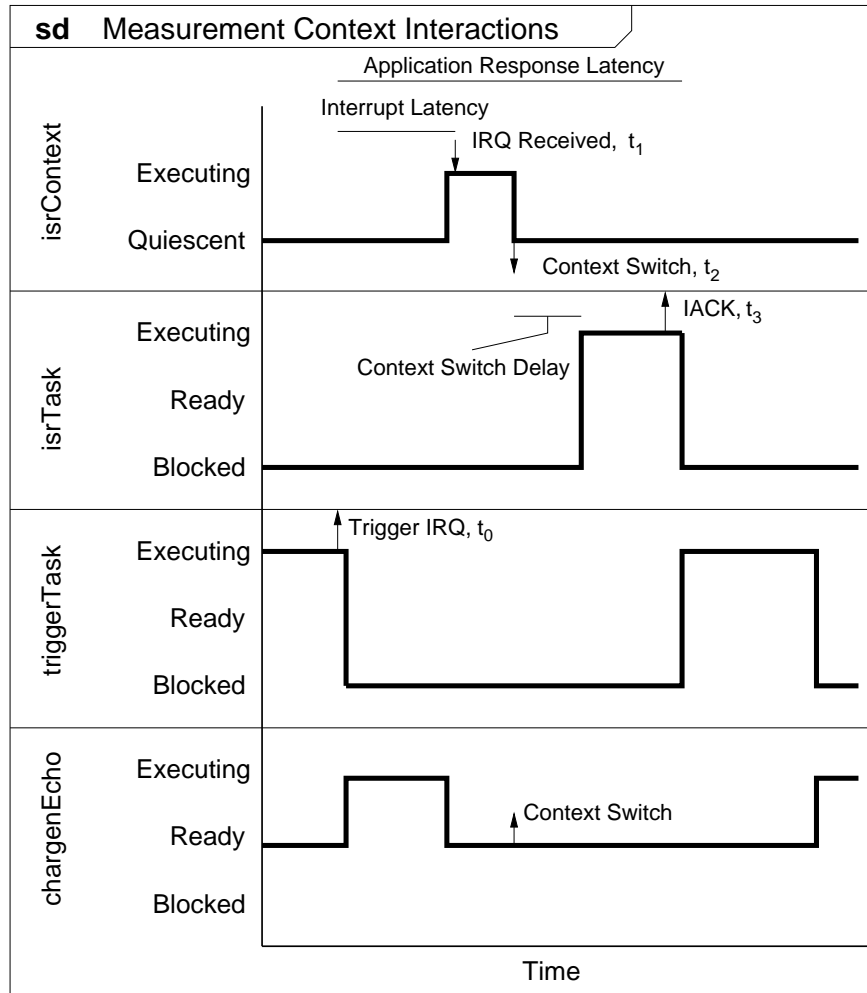 sd Measurement Context Interactions
Application Response Latency
Interrupt Latency
IRQ Received, t1
isrContext
Executing
Quiescent
Context Switch, t2
isrTask
Executing
IACK, t3
Context Switch Delay
Ready
Blocked
triggerTask
Trigger IRQ, t0
Executing
Ready
Blocked
chargenEcho
Executing
Context Switch
Ready
Blocked
Time